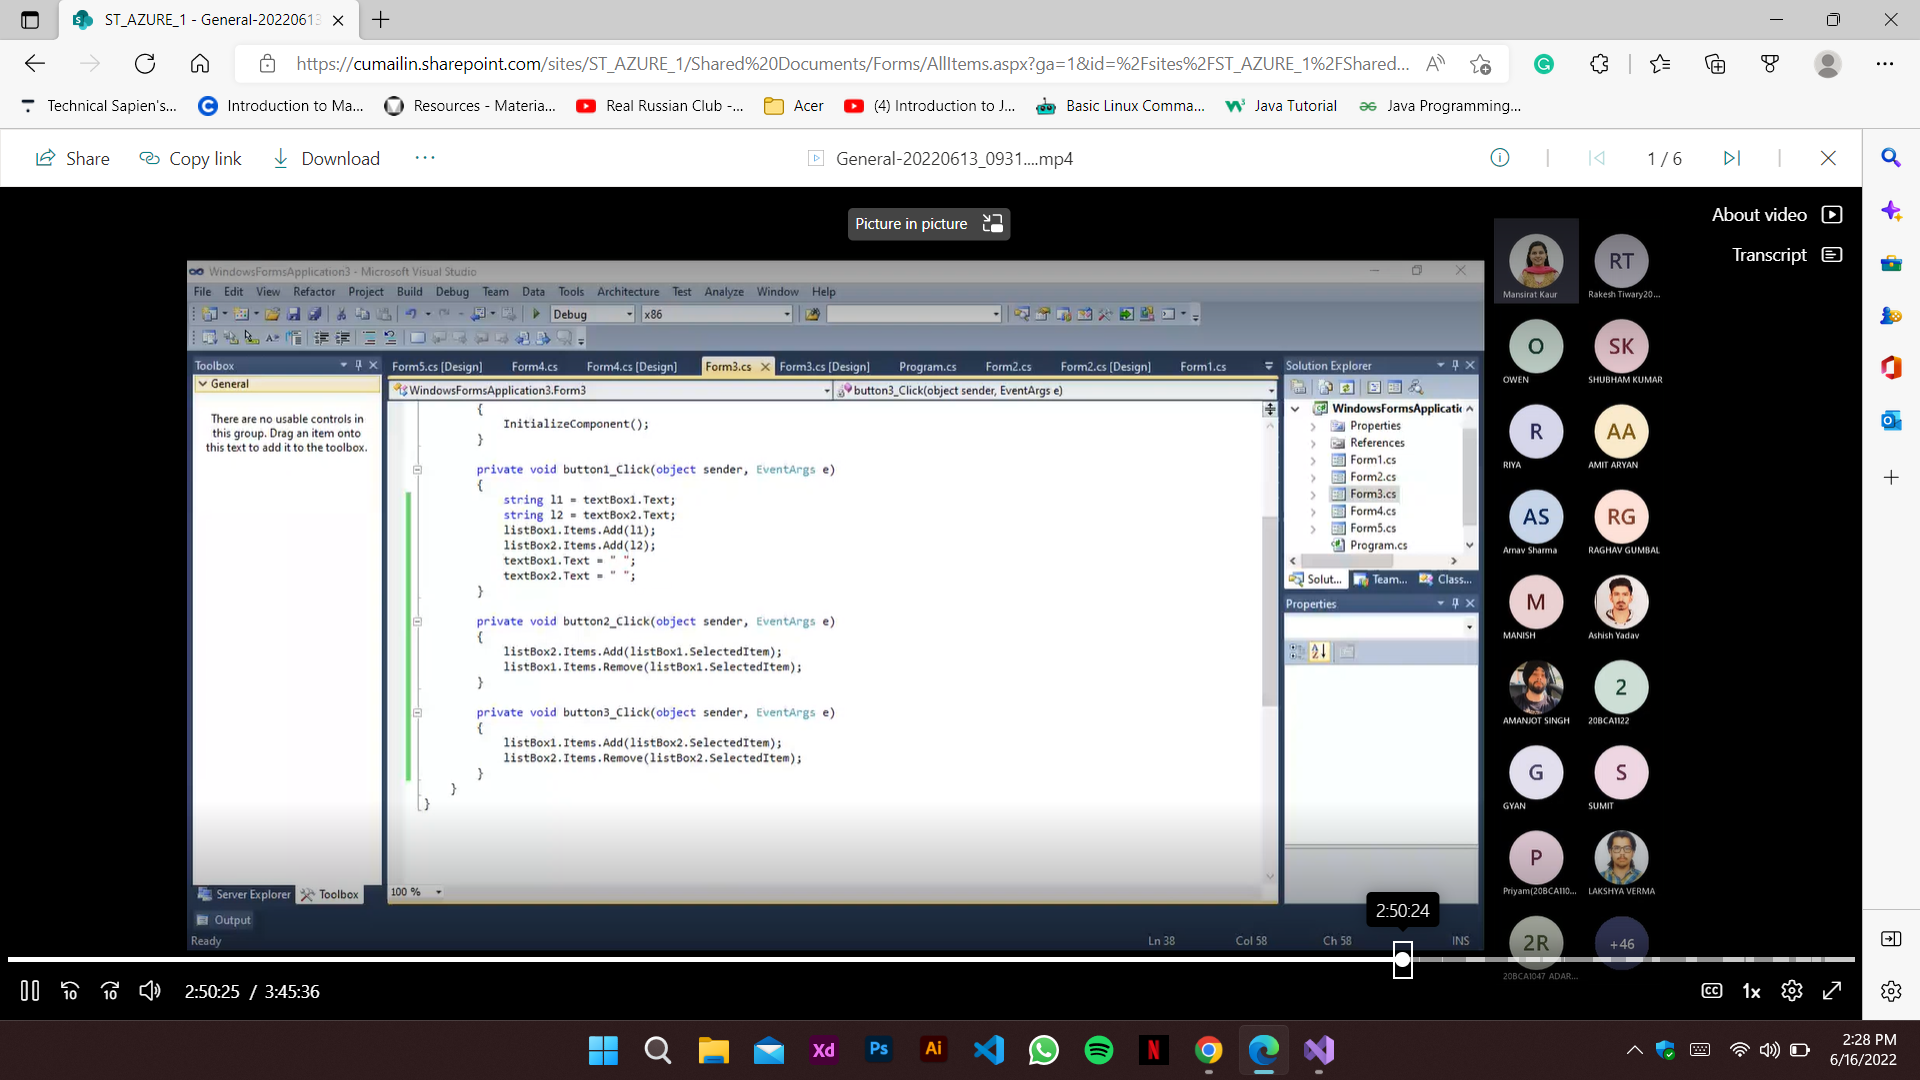 ST_AZURE_1 - General-20220613
https://cumailin.sharepoint.com/sites/ST_AZURE_1/Shared%20Documents/Forms/AllItems.aspx?ga=1&id=%2Fsites%2FST_AZURE_1%2FShared...
Technical Sapien's... Introduction to Ma... Resources - Materia... Real Russian Club -... Acer (4) Introduction to J... Basic Linux Comma... Java Tutorial Java Programming...
Share Copy link Download ... General-20220613_0931....mp4 1 / 6
Picture in picture
About video
Transcript
WindowsFormsApplication3 - Microsoft Visual Studio
File Edit View Refactor Project Build Debug Team Data Tools Architecture Test Analyze Window Help
Debug x86
Toolbox
General
There are no usable controls in
this group. Drag an item onto
this text to add it to the toolbox.
Server Explorer Toolbox
Output
Ready
Form5.cs [Design] Form4.cs Form4.cs [Design] Form3.cs Form3.cs [Design] Program.cs Form2.cs Form2.cs [Design] Form1.cs
WindowsFormsApplication3.Form3 button3_Click(object sender, EventArgs e)
{
InitializeComponent();
}
private void button1_Click(object sender, EventArgs e)
{
string l1 = textBox1.Text;
string l2 = textBox2.Text;
listBox1.Items.Add(l1);
listBox2.Items.Add(l2);
textBox1.Text = " ";
textBox2.Text = " ";
}
private void button2_Click(object sender, EventArgs e)
{
listBox2.Items.Add(listBox1.SelectedItem);
listBox1.Items.Remove(listBox1.SelectedItem);
}
private void button3_Click(object sender, EventArgs e)
{
listBox1.Items.Add(listBox2.SelectedItem);
listBox2.Items.Remove(listBox2.SelectedItem);
}
}
}
100 %
Ln 38 Col 58 Ch 58 INS
Solution Explorer
WindowsFormsApplicatic
Properties
References
Form1.cs
Form2.cs
Form3.cs
Form4.cs
Form5.cs
Program.cs
Solut... Team... Class...
Properties
RT
Mansirat Kaur Rakesh Tiwary20...
O SK
OWEN SHUBHAM KUMAR
R AA
RIYA AMIT ARYAN
AS RG
Arnav Sharma RAGHAV GUMBAL
M
MANISH Ashish Yadav
2
AMANJOT SINGH 20BCA1122
G S
GYAN SUMIT
P
Priyam(20BCA110... LAKSHYA VERMA
2R +46
20BCA1047 ADAR...
2:50:24
10 10 2:50:25 / 3:45:36 CC 1x
Xd Ps Ai N
2:28 PM
6/16/2022